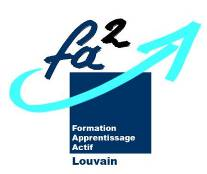 fa²
Formation
Apprentissage
Actif
Louvain